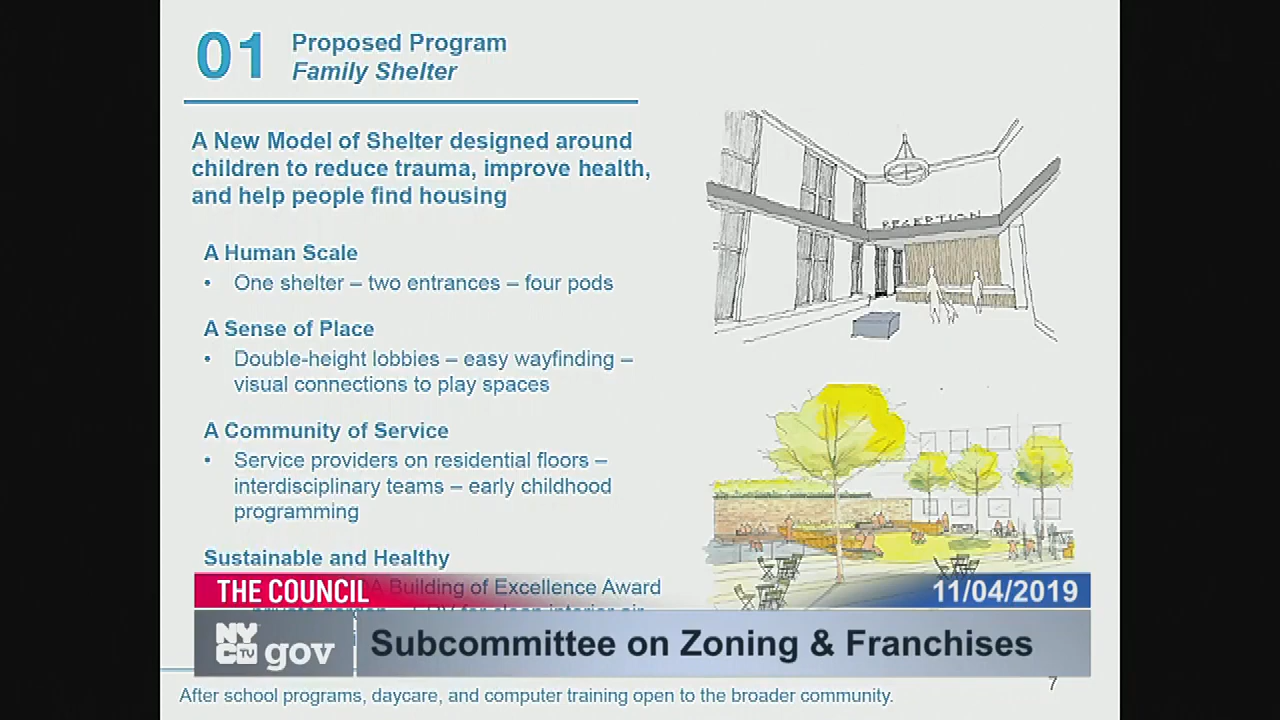 01
Proposed Program
Family Shelter
A New Model of Shelter designed around
children to reduce trauma, improve health,
and help people find housing
A Human Scale
• One shelter – two entrances – four pods
A Sense of Place
• Double-height lobbies – easy wayfinding –
visual connections to play spaces
A Community of Service
• Service providers on residential floors –
interdisciplinary teams – early childhood
programming
Sustainable and Healthy
Building of Excellence Award
RECEPTION
THE COUNCIL
11/04/2019
NYC TV gov
Subcommittee on Zoning & Franchises
7
After school programs, daycare, and computer training open to the broader community.